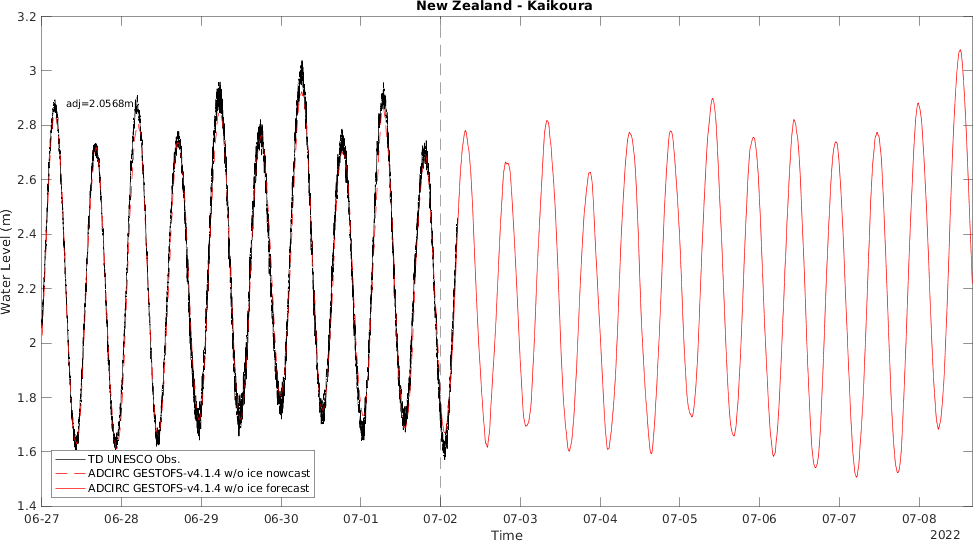 New Zealand - Kaikoura
3.2
3
2.8
2.6
2.4
2.2
2
1.8
1.6
1.4
Water Level (m)
adj=2.0568m
TD UNESCO Obs.
ADCIRC GESTOFS-v4.1.4 w/o ice nowcast
ADCIRC GESTOFS-v4.1.4 w/o ice forecast
06-27 06-28 06-29 06-30 07-01 07-02 07-03 07-04 07-05 07-06 07-07 07-08
Time
2022